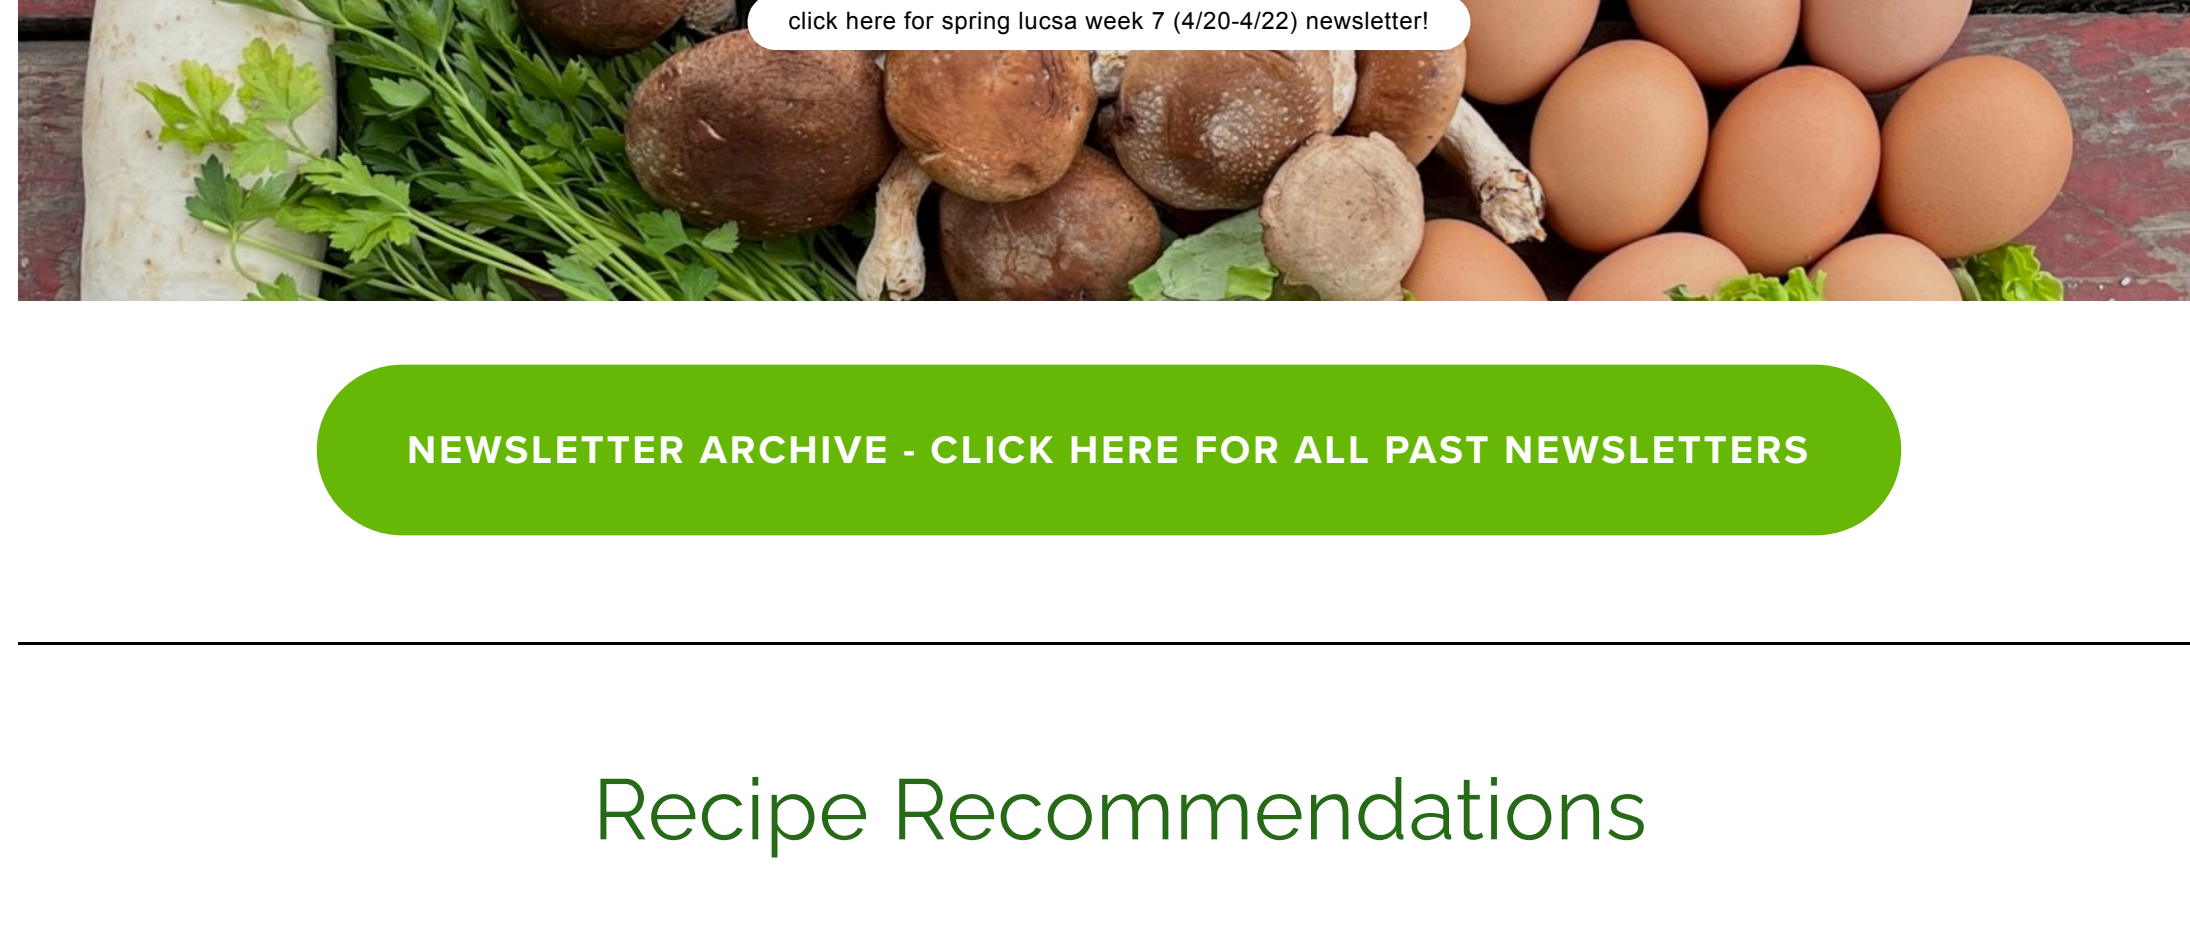 click here for spring lucsa week 7 (4/20-4/22) newsletter!
NEWSLETTER ARCHIVE - CLICK HERE FOR ALL PAST NEWSLETTERS
Recipe Recommendations